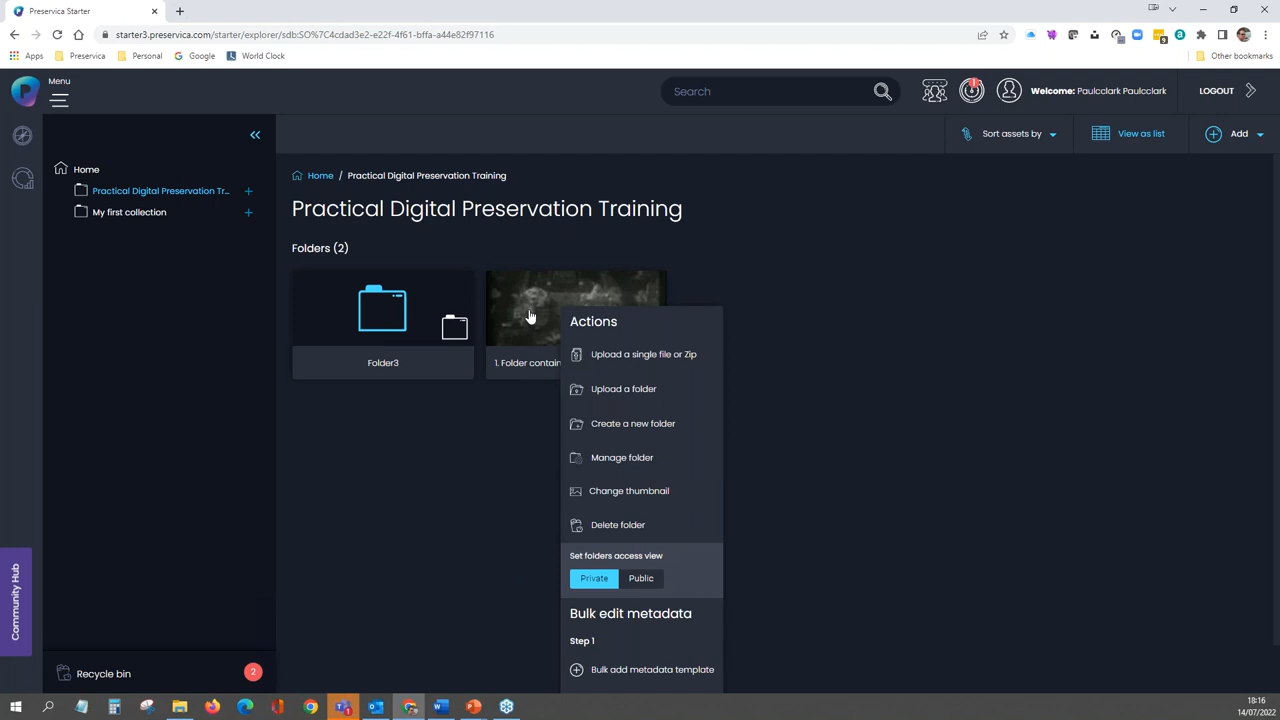 Preservica Starter
starter3.preservica.com/starter/explorer/sdb:SO%7C4cdad3e2-e22f-4f61-bffa-a44e82f97116
Apps
Preservica
Personal
Google
World Clock
Other bookmarks
Menu
Search
1
Welcome: Paulcclark Paulcclark
LOGOUT
Sort assets by
View as list
Add
Home
Practical Digital Preservation Tr...
My first collection
Home / Practical Digital Preservation Training
Practical Digital Preservation Training
Folders (2)
Folder3
1. Folder contain
Actions
Upload a single file or Zip
Upload a folder
Create a new folder
Manage folder
Change thumbnail
Delete folder
Set folders access view
Private
Public
Bulk edit metadata
Step 1
Bulk add metadata template
Community Hub
Recycle bin
2
18:16
14/07/2022